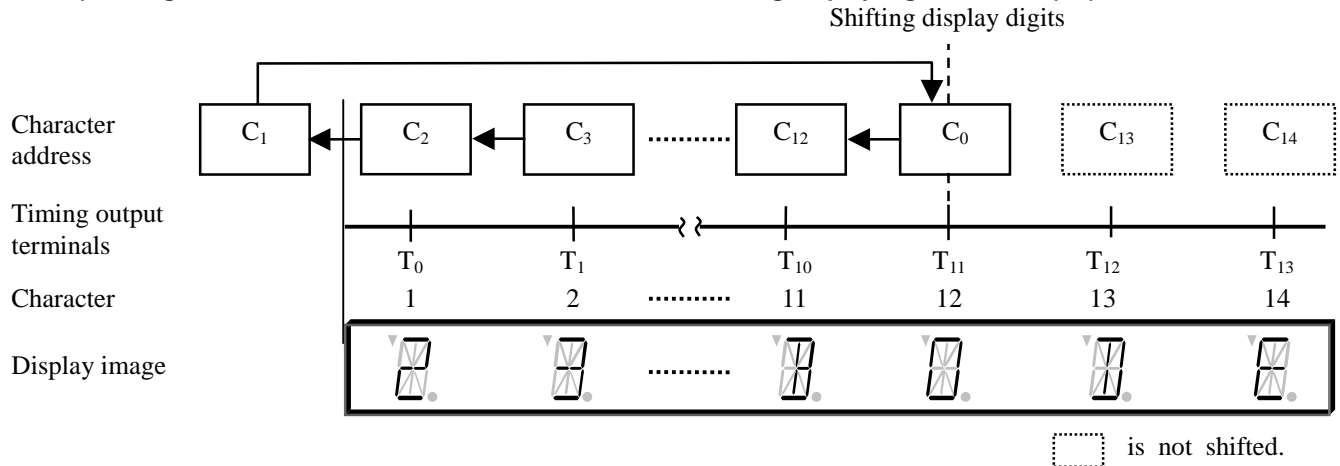 Shifting display digits
Character address
C1 C2 C3 C12 C0 C13 C14
Timing output terminals
T0 T1 T10 T11 T12 T13
Character 1 2 11 12 13 14
Display image
is not shifted.